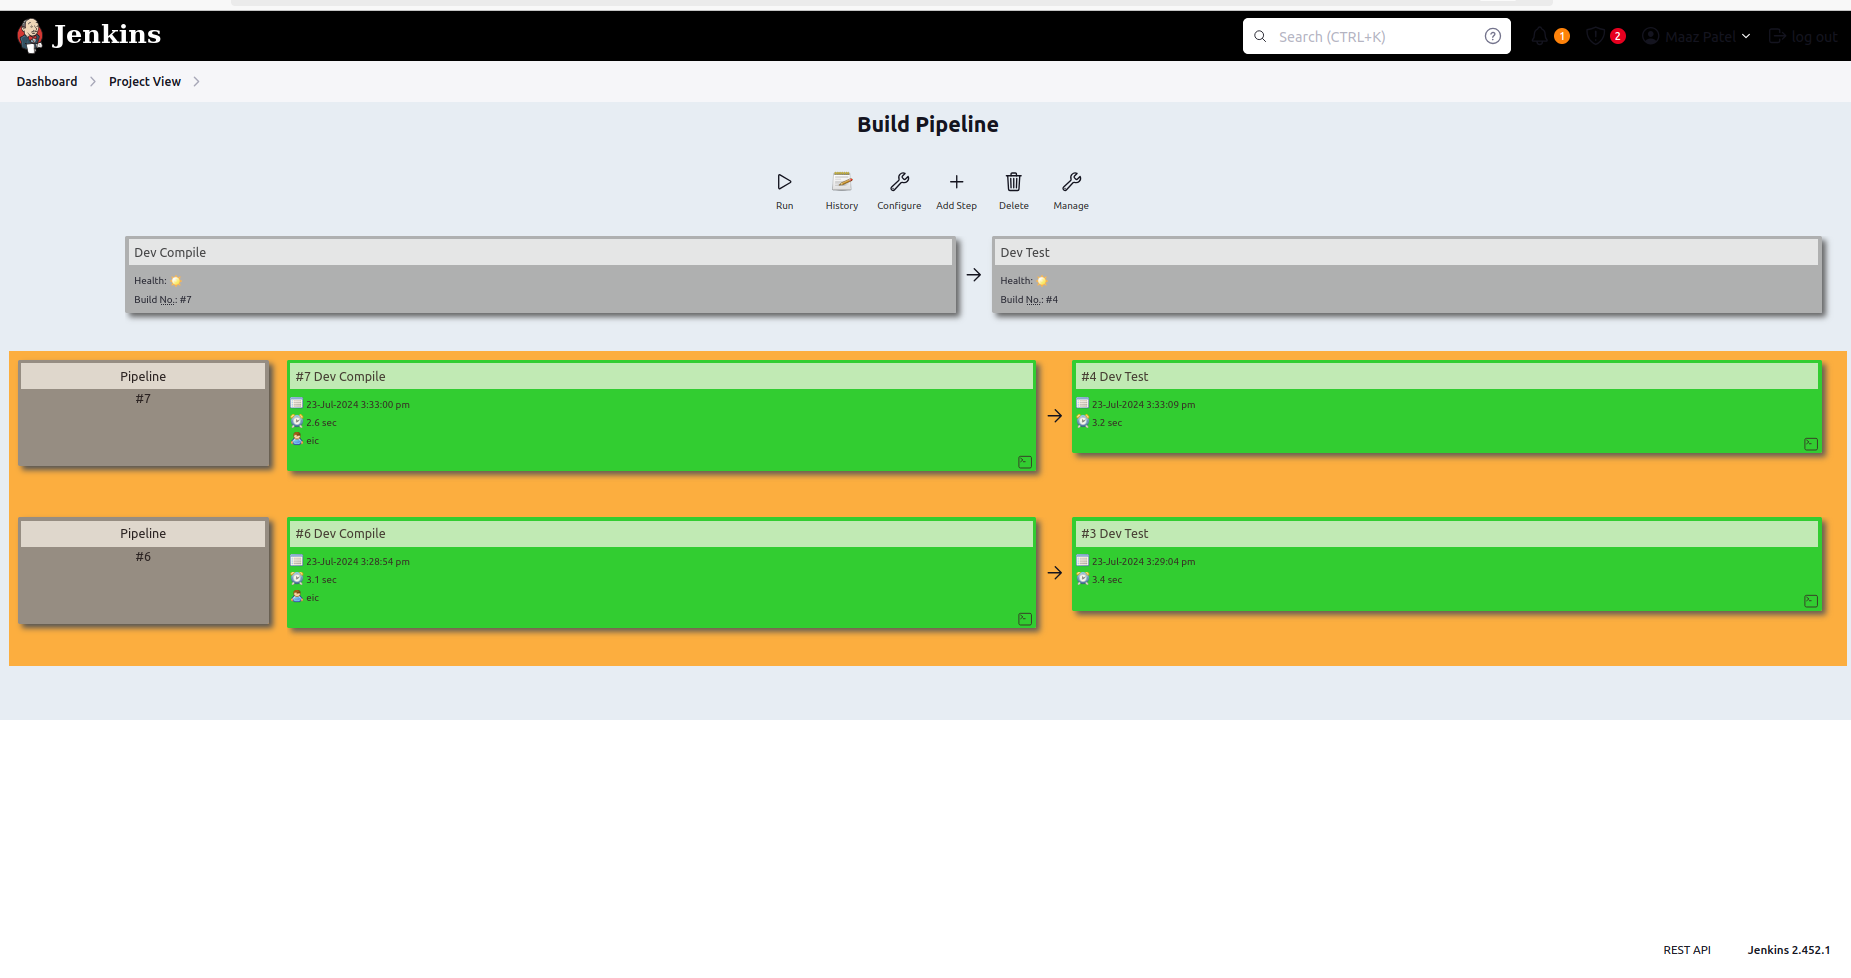 Jenkins
Search (CTRL+K)
1
2
Maaz Patel
log out
Dashboard
Project View
Build Pipeline
Run
History
Configure
Add Step
Delete
Manage
Dev Compile
Health:
Build No.: #7
Dev Test
Health:
Build No.: #4
Pipeline
#7
#7 Dev Compile
23-Jul-2024 3:33:00 pm
2.6 sec
eic
#4 Dev Test
23-Jul-2024 3:33:09 pm
3.2 sec
Pipeline
#6
#6 Dev Compile
23-Jul-2024 3:28:54 pm
3.1 sec
eic
#3 Dev Test
23-Jul-2024 3:29:04 pm
3.4 sec
REST API
Jenkins 2.452.1